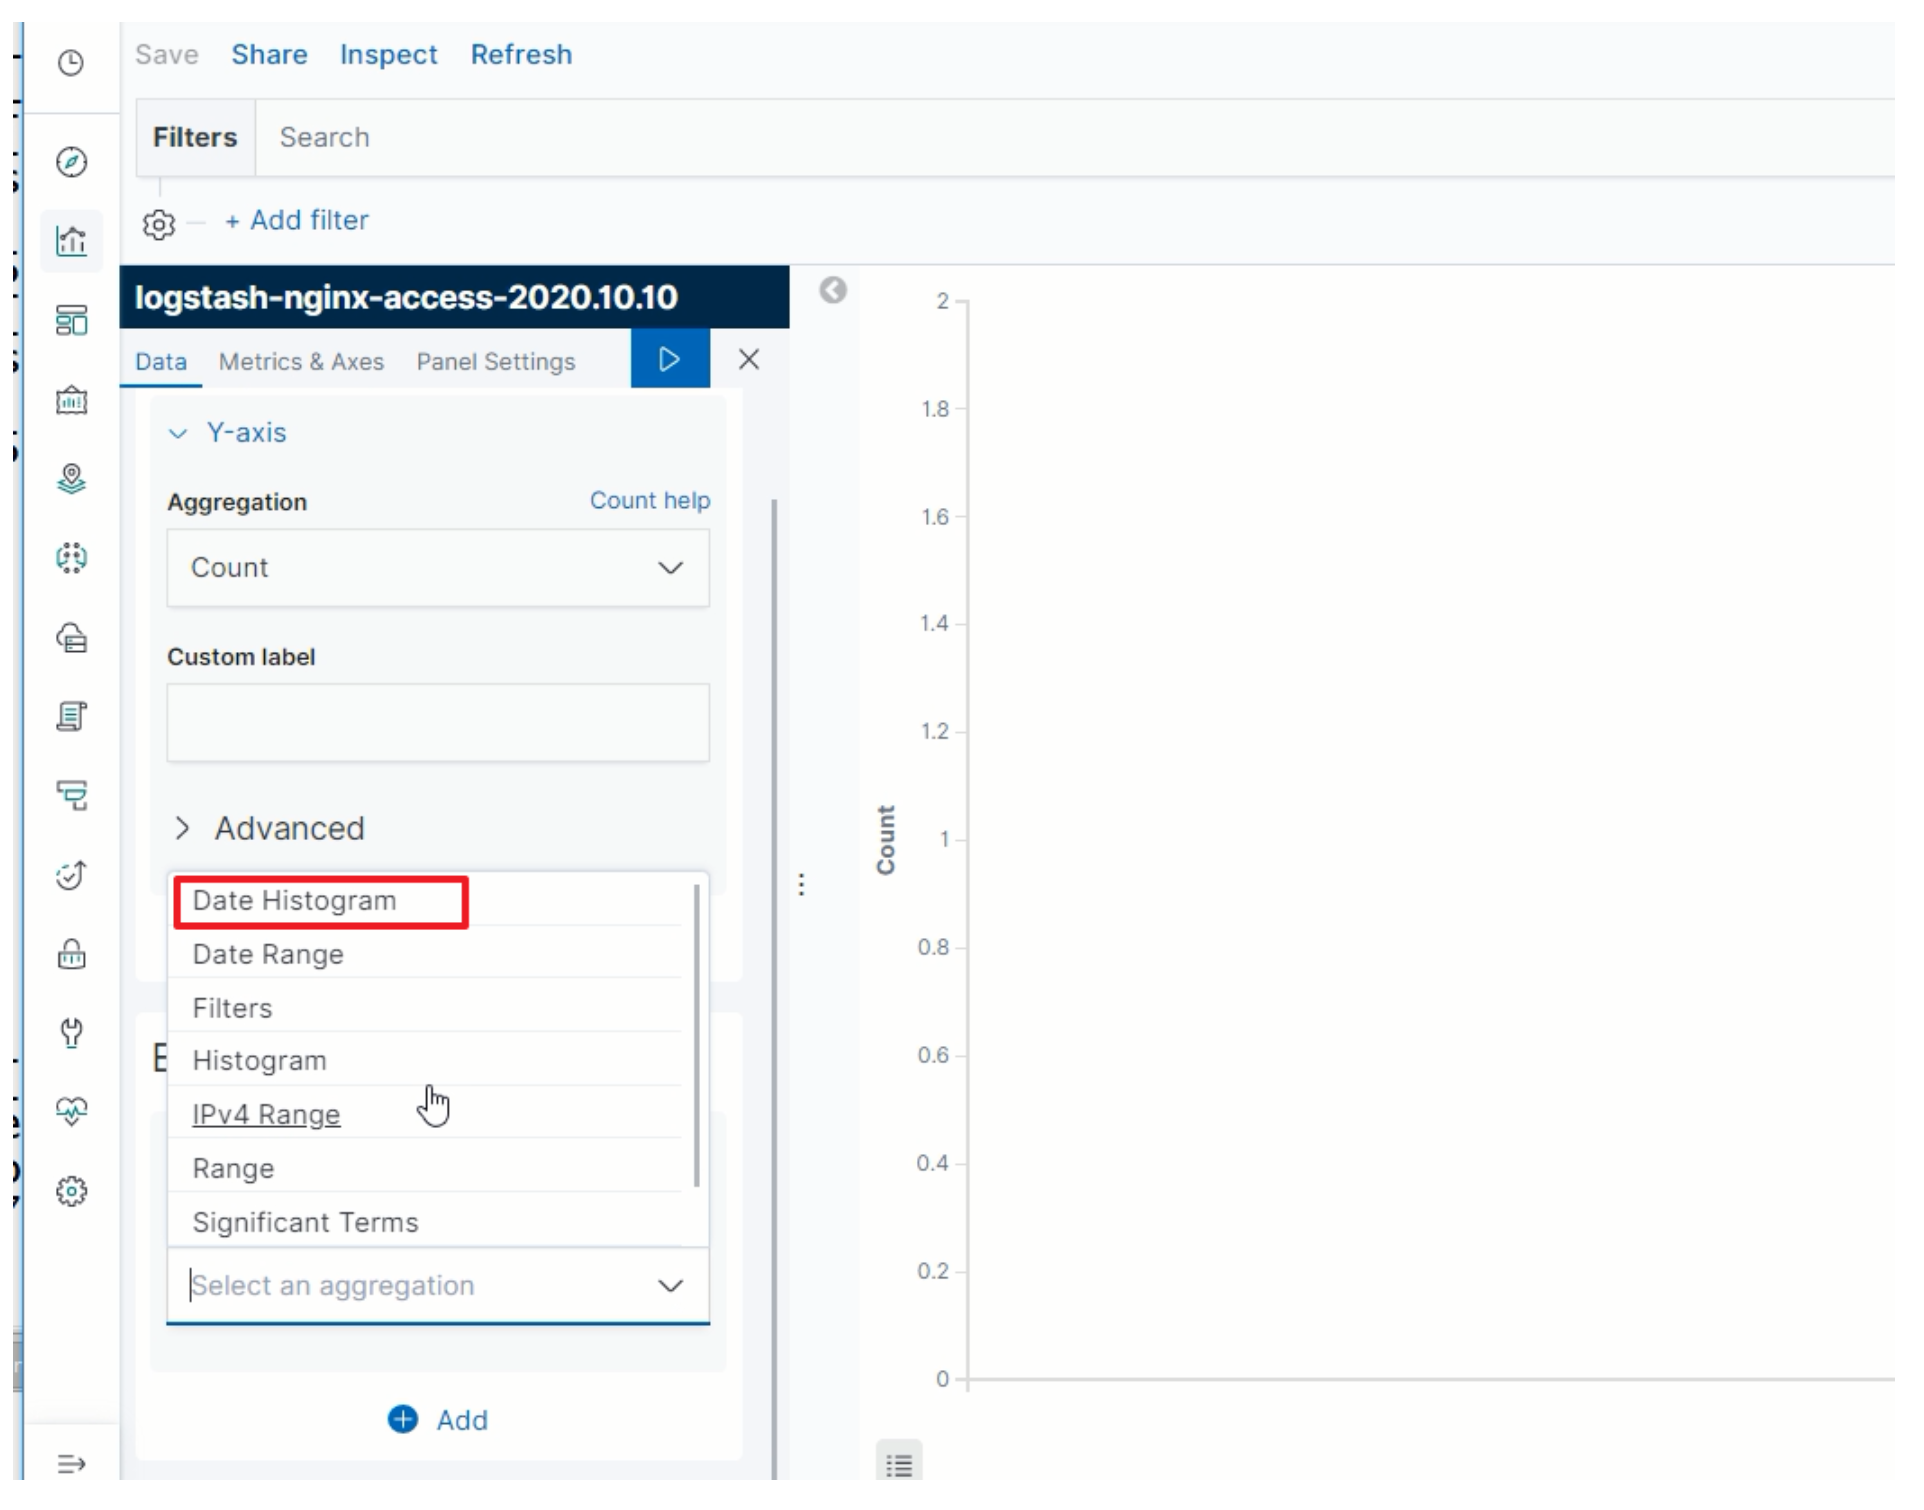 Save Share Inspect Refresh
Filters Search
+ Add filter
logstash-nginx-access-2020.10.10
Data Metrics & Axes Panel Settings
Y-axis
Aggregation Count help
Count
Custom label
Advanced
Date Histogram
Date Range
Filters
Histogram
IPv4 Range
Range
Significant Terms
Select an aggregation
Add
2
1.8
1.6
1.4
1.2
1
0.8
0.6
0.4
0.2
0
Count